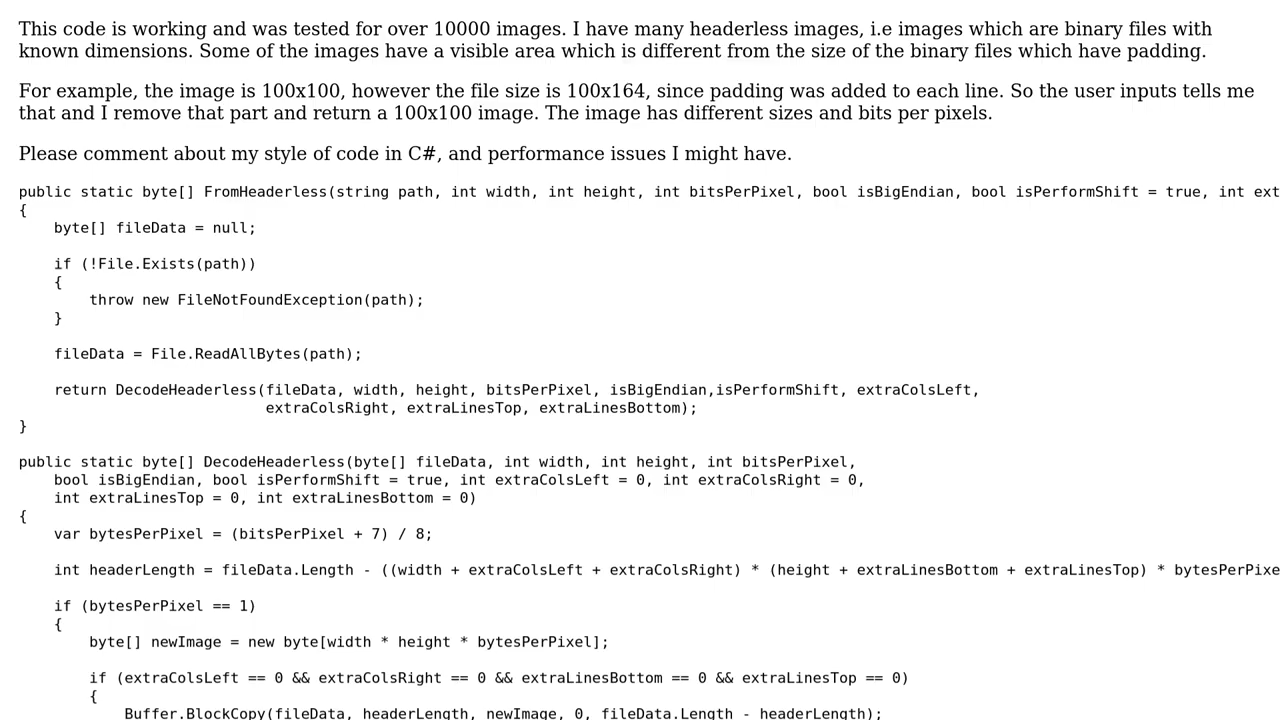 This code is working and was tested for over 10000 images. I have many headerless images, i.e images which are binary files with
known dimensions. Some of the images have a visible area which is different from the size of the binary files which have padding.
For example, the image is 100x100, however the file size is 100x164, since padding was added to each line. So the user inputs tells me
that and I remove that part and return a 100x100 image. The image has different sizes and bits per pixels.
Please comment about my style of code in C#, and performance issues I might have.
public static byte[] FromHeaderless(string path, int width, int height, int bitsPerPixel, bool isBigEndian, bool isPerformShift = true, int ext
{
    byte[] fileData = null;
    if (!File.Exists(path))
    {
        throw new FileNotFoundException(path);
    }
    fileData = File.ReadAllBytes(path);
    return DecodeHeaderless(fileData, width, height, bitsPerPixel, isBigEndian,isPerformShift, extraColsLeft,
                            extraColsRight, extraLinesTop, extraLinesBottom);
}
public static byte[] DecodeHeaderless(byte[] fileData, int width, int height, int bitsPerPixel,
    bool isBigEndian, bool isPerformShift = true, int extraColsLeft = 0, int extraColsRight = 0,
    int extraLinesTop = 0, int extraLinesBottom = 0)
{
    var bytesPerPixel = (bitsPerPixel + 7) / 8;
    int headerLength = fileData.Length - ((width + extraColsLeft + extraColsRight) * (height + extraLinesBottom + extraLinesTop) * bytesPerPixe
    if (bytesPerPixel == 1)
    {
        byte[] newImage = new byte[width * height * bytesPerPixel];
        if (extraColsLeft == 0 && extraColsRight == 0 && extraLinesBottom == 0 && extraLinesTop == 0)
        {
            Buffer.BlockCopy(fileData, headerLength, newImage, 0, fileData.Length - headerLength);